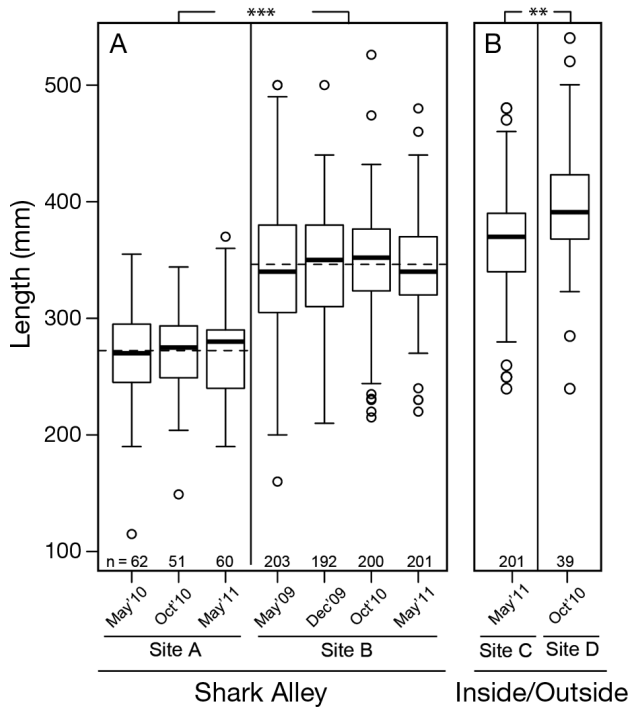 *** **
A B
500
400
300
200
100
Length (mm)
n = 62 51 60 203 192 200 201 201 39
May'10 Oct'10 May'11 May'09 Dec'09 Oct'10 May'11 May'11 Oct'10
Site A Site B Site C Site D
Shark Alley Inside/Outside